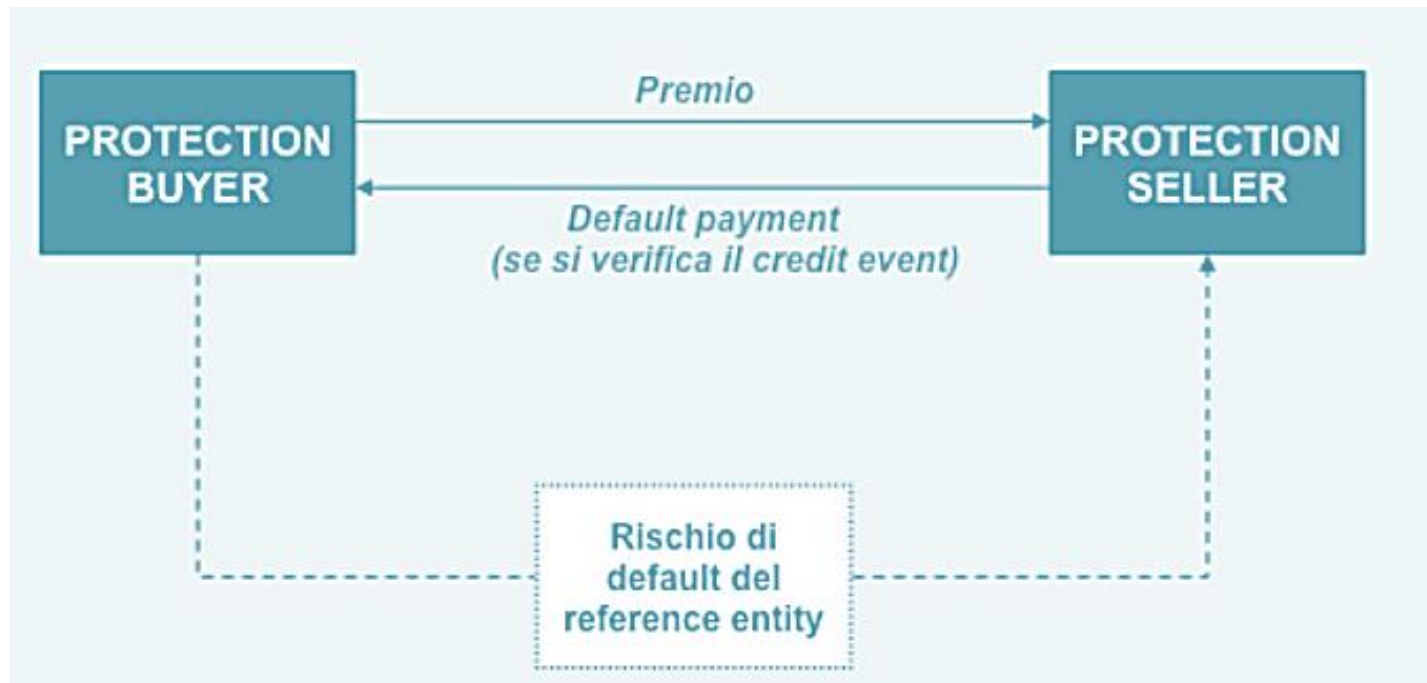 PROTECTION
BUYER
Premio
Default payment
(se si verifica il credit event)
PROTECTION
SELLER
Rischio di
default del
reference entity